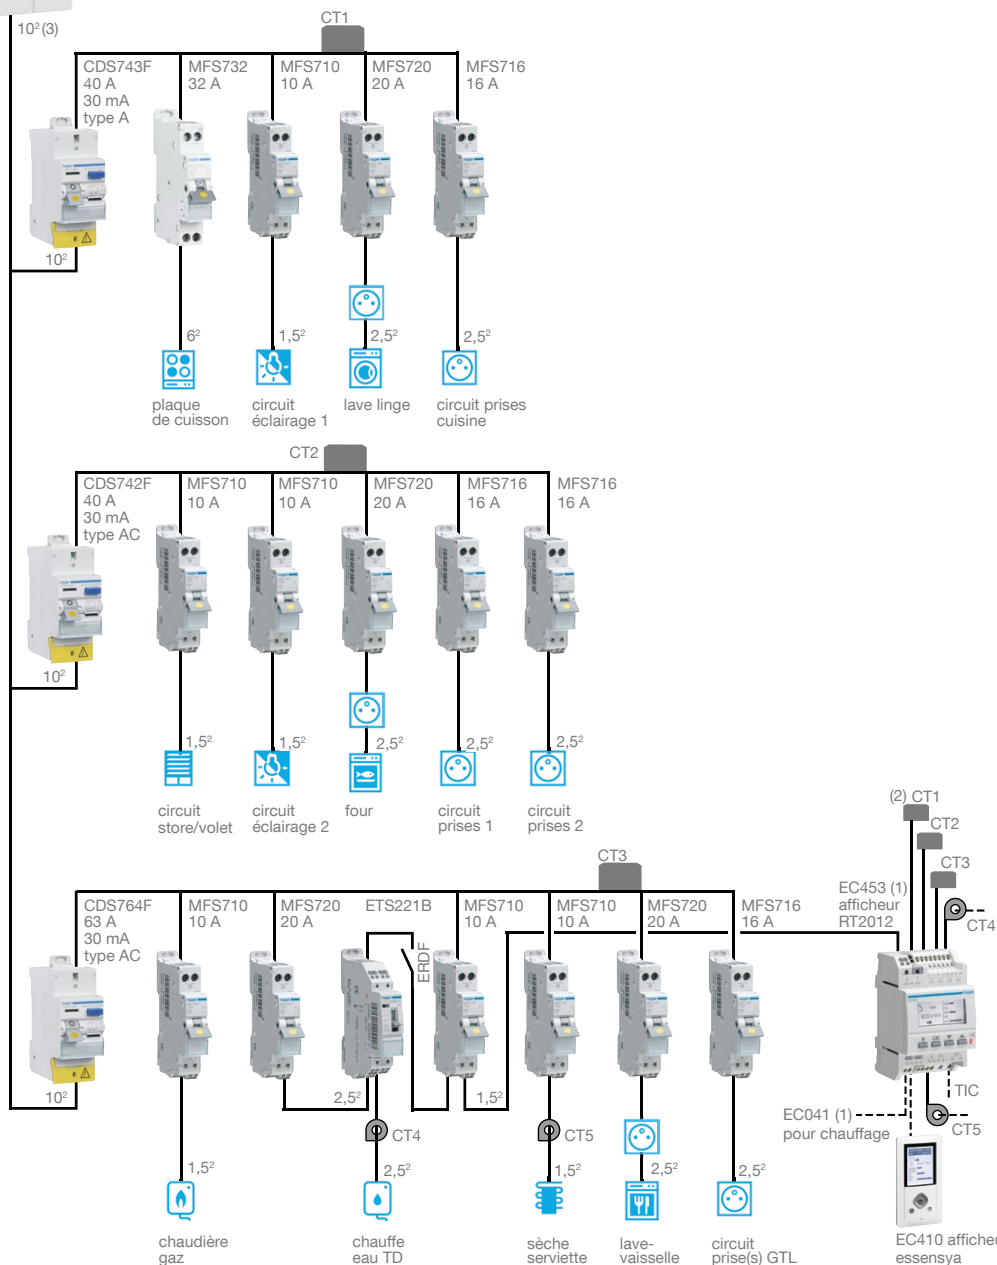 10² (3)
CT1
CDS743F
40 A
30 mA
type A
MFS732
32 A
MFS710
10 A
MFS720
20 A
MFS716
16 A
10²
6²
1,5²
2,5²
2,5²
plaque
de cuisson
circuit
éclairage 1
lave linge
circuit prises
cuisine
CT2
CDS742F
40 A
30 mA
type AC
MFS710
10 A
MFS710
10 A
MFS720
20 A
MFS716
16 A
MFS716
16 A
10²
1,5²
1,5²
2,5²
2,5²
2,5²
circuit
store/volet
circuit
éclairage 2
four
circuit
prises 1
circuit
prises 2
(2) CT1
CT2
CT3
CT4
CT3
EC453 (1)
afficheur
RT2012
CDS764F
63 A
30 mA
type AC
MFS710
10 A
MFS720
20 A
ETS221B
ERDF
MFS710
10 A
MFS710
10 A
MFS720
20 A
MFS716
16 A
10²
2,5²
1,5²
TIC
EC041 (1)
pour chauffage
CT5
CT4
CT5
1,5²
2,5²
1,5²
2,5²
2,5²
chaudière
gaz
chauffe
eau TD
sèche
serviette
lave-
vaisselle
circuit
prise(s) GTL
EC410 afficheur
essensya